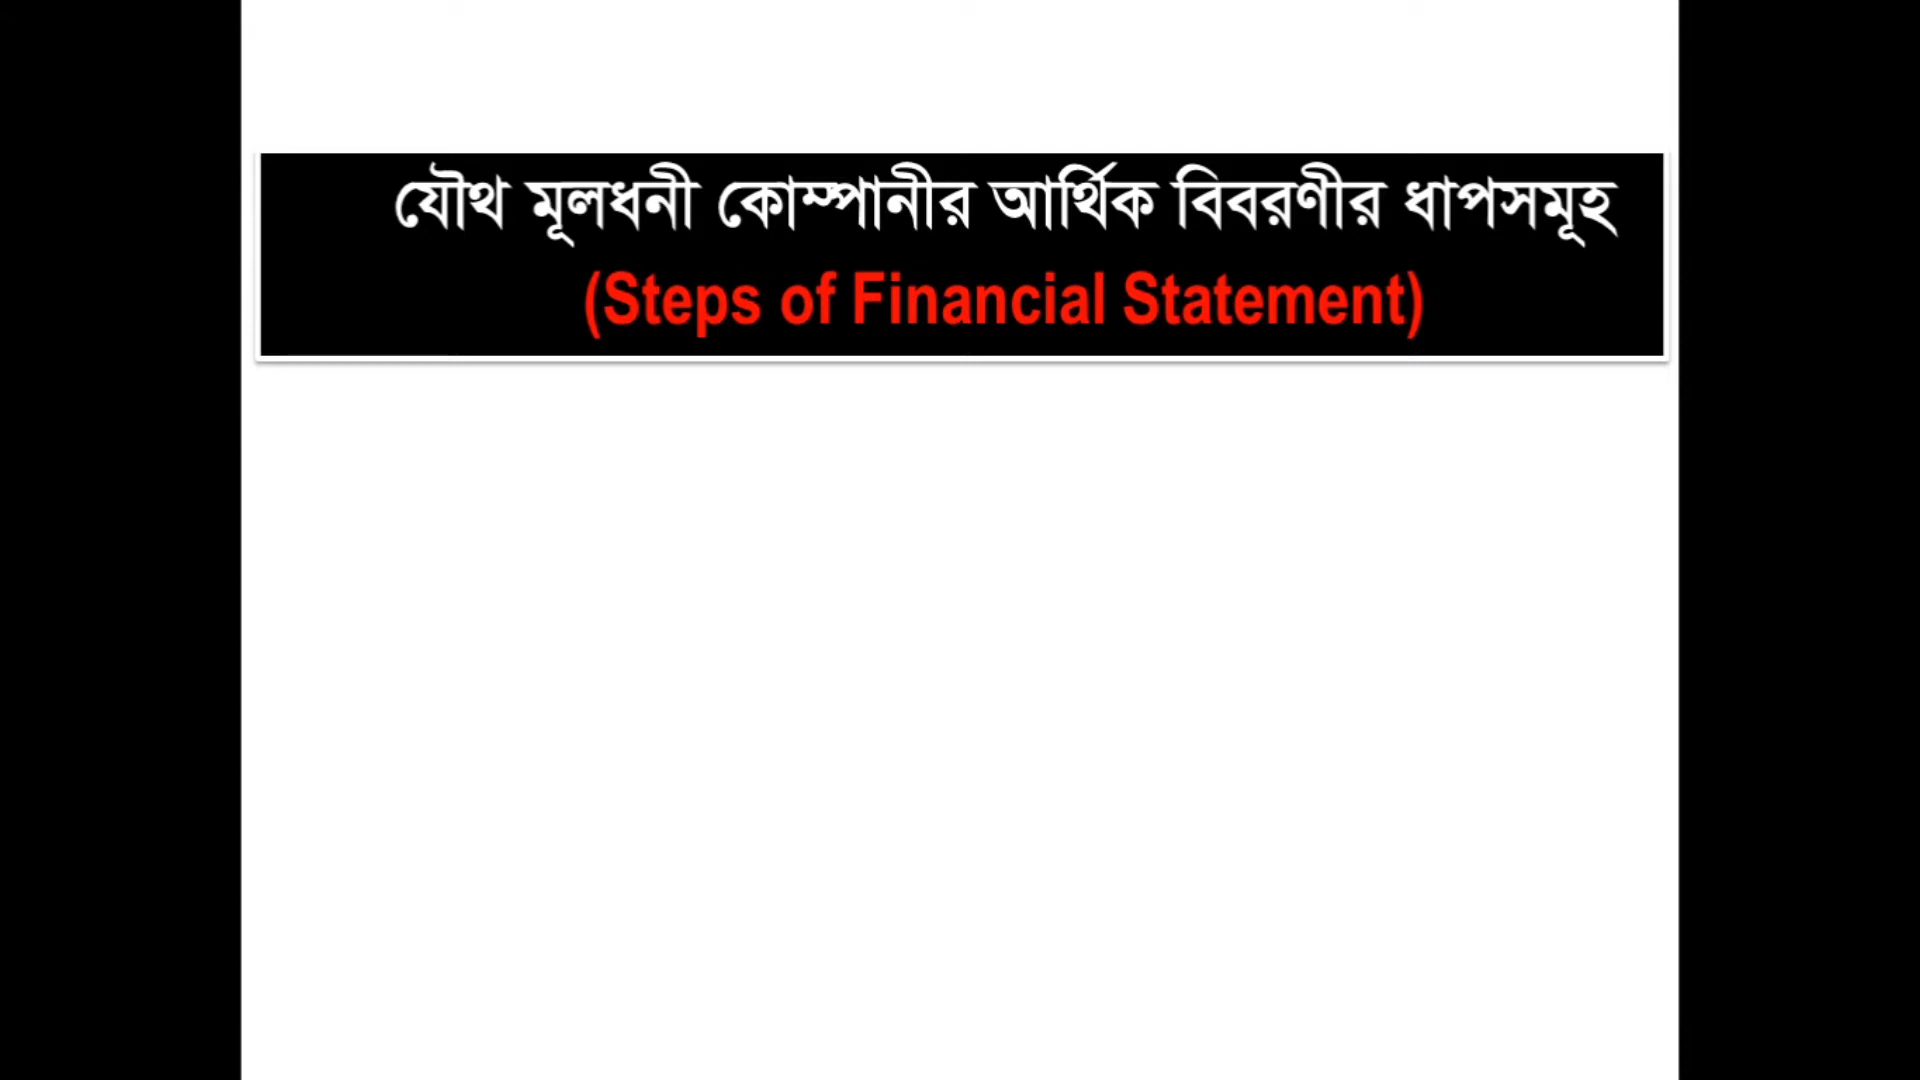 যৌথ মূলধনী কোম্পানীর আর্থিক বিবরণীর ধাপসমূহ
(Steps of Financial Statement)